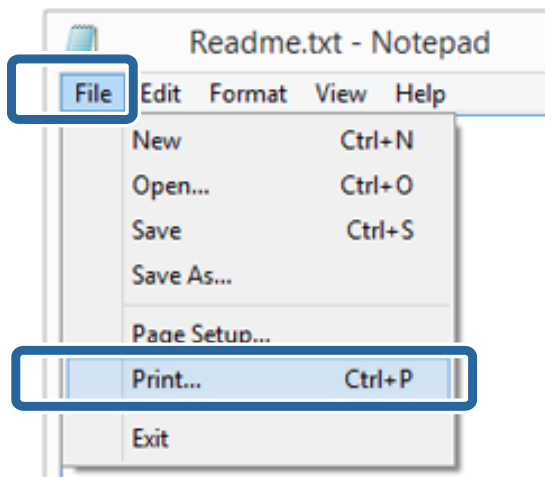 Readme.txt - Notepad
File Edit Format View Help
New Ctrl+N
Open... Ctrl+O
Save Ctrl+S
Save As...
Page Setup...
Print... Ctrl+P
Exit